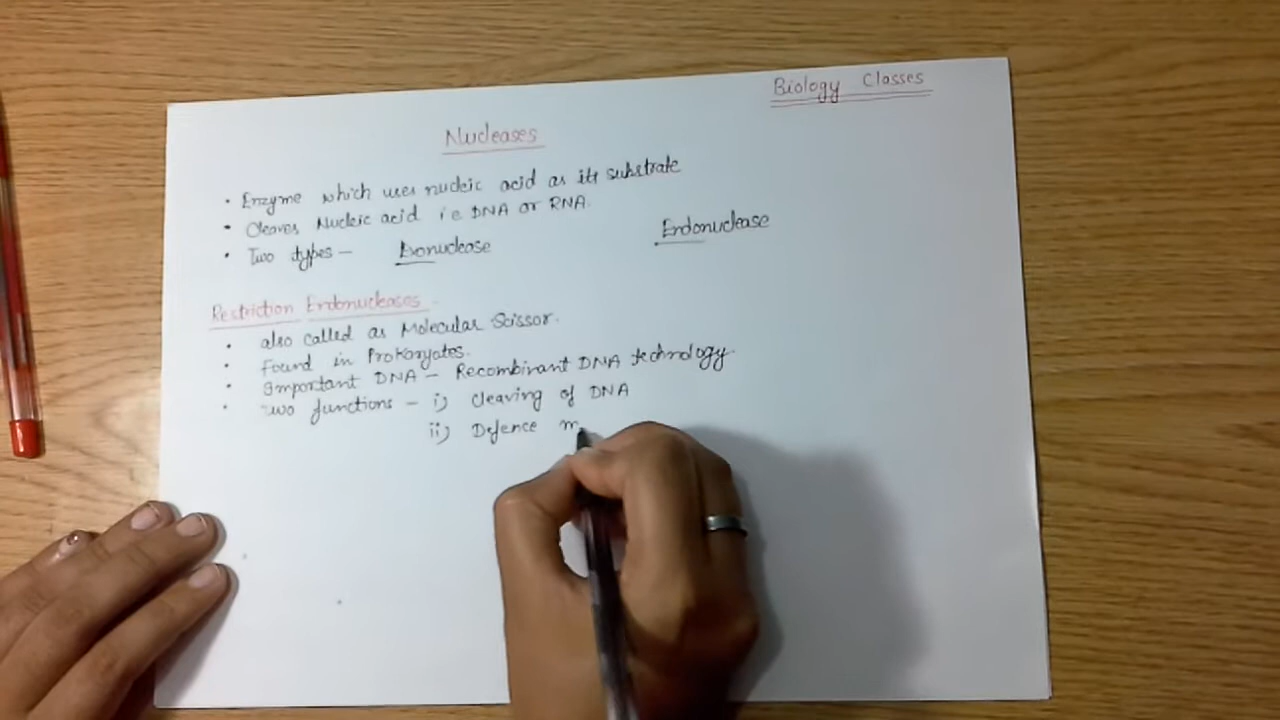 Biology Classes
Nucleases
• Enzyme which uses nucleic acid as its substrate
• Cleaves Nucleic acid i.e DNA or RNA.
• Two types - Exonuclease Endonuclease
Restriction Endonucleases
• also called as Molecular Scissor.
• Found in Prokaryates.
• Important DNA - Recombinant DNA technology.
• Two functions - i) cleaving of DNA
ii) Defence m